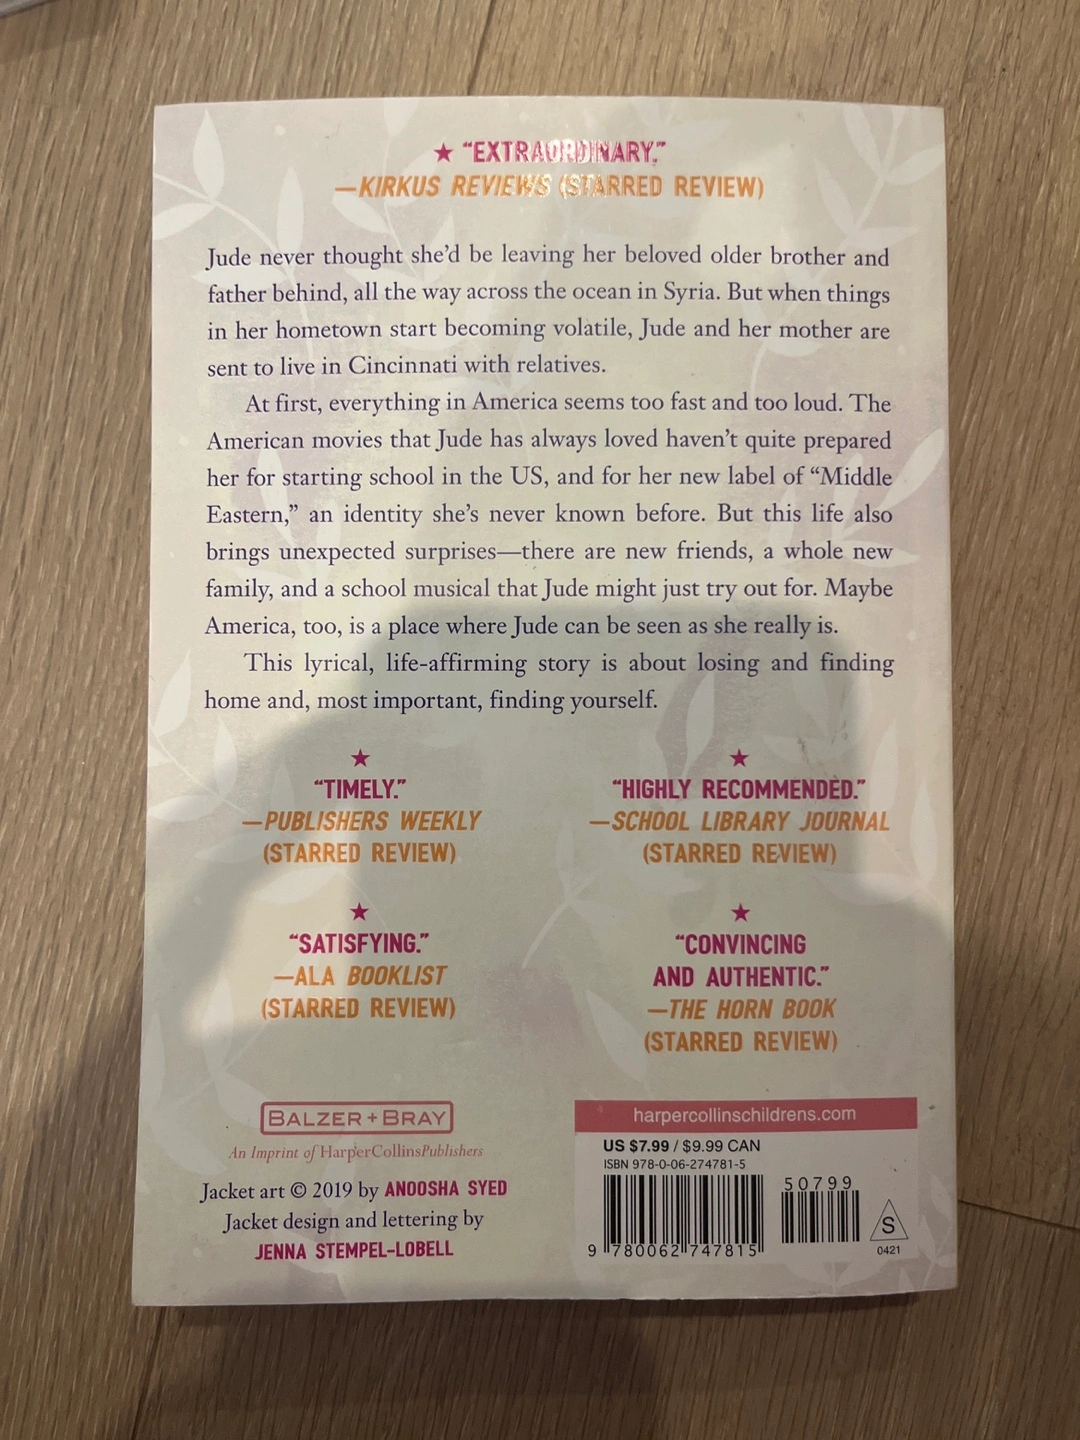 ★ “EXTRAORDINARY.”
—KIRKUS REVIEWS (STARRED REVIEW)
Jude never thought she’d be leaving her beloved older brother and
father behind, all the way across the ocean in Syria. But when things
in her hometown start becoming volatile, Jude and her mother are
sent to live in Cincinnati with relatives.
At first, everything in America seems too fast and too loud. The
American movies that Jude has always loved haven’t quite prepared
her for starting school in the US, and for her new label of “Middle
Eastern,” an identity she’s never known before. But this life also
brings unexpected surprises—there are new friends, a whole new
family, and a school musical that Jude might just try out for. Maybe
America, too, is a place where Jude can be seen as she really is.
This lyrical, life-affirming story is about losing and finding
home and, most important, finding yourself.
★
“TIMELY.”
—PUBLISHERS WEEKLY
(STARRED REVIEW)
★
“HIGHLY RECOMMENDED.”
—SCHOOL LIBRARY JOURNAL
(STARRED REVIEW)
★
“SATISFYING.”
—ALA BOOKLIST
(STARRED REVIEW)
★
“CONVINCING
AND AUTHENTIC.”
—THE HORN BOOK
(STARRED REVIEW)
BALZER + BRAY
An Imprint of HarperCollinsPublishers
Jacket art © 2019 by ANOOSHA SYED
Jacket design and lettering by
JENNA STEMPEL-LOBELL
harpercollinschildrens.com
US $7.99 / $9.99 CAN
ISBN 978-0-06-274781-5
50799
9 780062 747815
S
0421